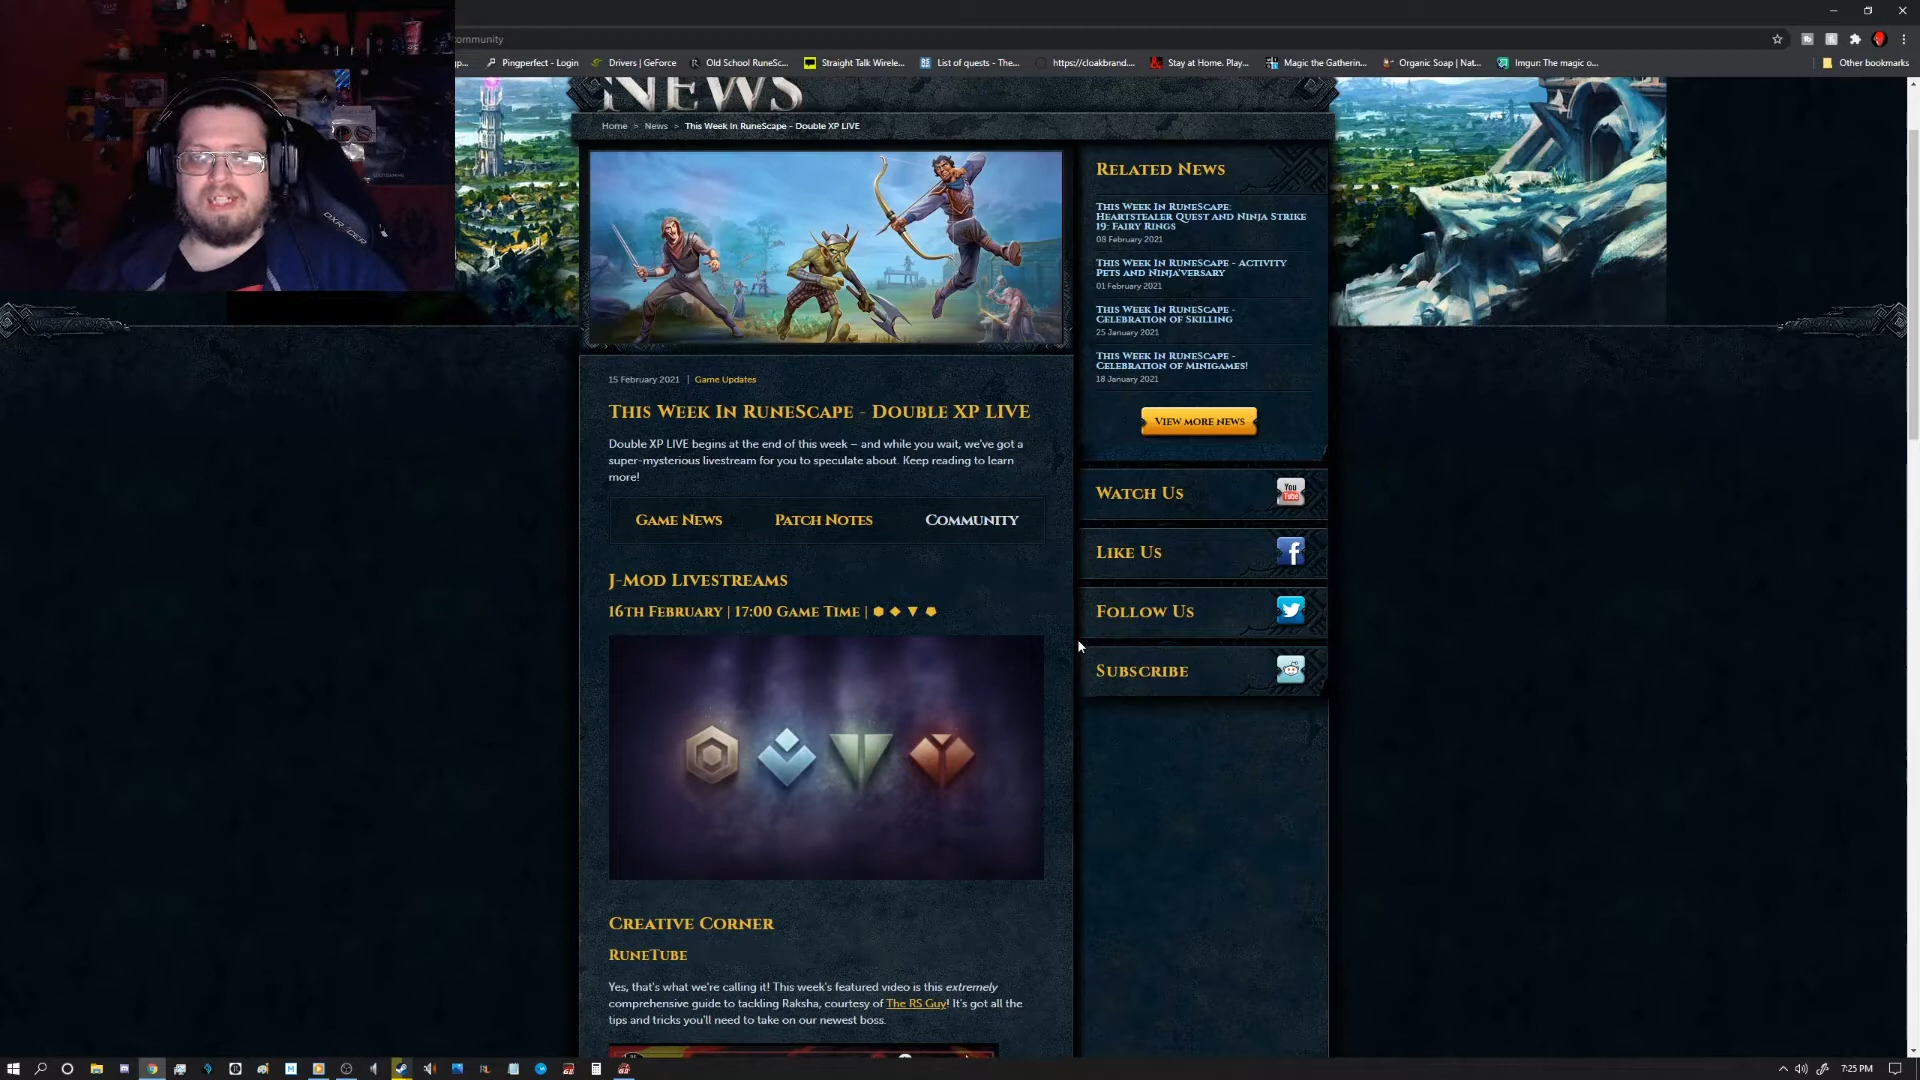 ommunity
p...
Pingperfect - Login
Drivers | GeForce
Old School RuneSc...
Straight Talk Wirele...
List of quests - The...
https://cloakbrand....
Stay at Home. Play...
Magic the Gatherin...
Organic Soap | Nat...
Imgur: The magic o...
Other bookmarks
NEWS
Home > News > This Week In RuneScape - Double XP LIVE
DXRACER
15 February 2021 | Game Updates
This Week In RuneScape - Double XP LIVE
Double XP LIVE begins at the end of this week – and while you wait, we've got a
super-mysterious livestream for you to speculate about. Keep reading to learn
more!
Game News Patch Notes Community
J-Mod Livestreams
16th February | 17:00 Game Time | ⬢ ◆ ▼ ⬟
Creative Corner
RuneTube
Yes, that's what we're calling it! This week's featured video is this extremely
comprehensive guide to tackling Raksha, courtesy of The RS Guy! It's got all the
tips and tricks you'll need to take on our newest boss.
Related News
This Week In RuneScape:
Heartstealer Quest and Ninja Strike
19: Fairy Rings
08 February 2021
This Week In RuneScape - Activity
Pets and Ninja'versary
01 February 2021
This Week In RuneScape -
Celebration of Skilling
25 January 2021
This Week In RuneScape -
Celebration of Minigames!
18 January 2021
View more news
Watch Us
You
Tube
Like Us
Follow Us
Subscribe
7:25 PM